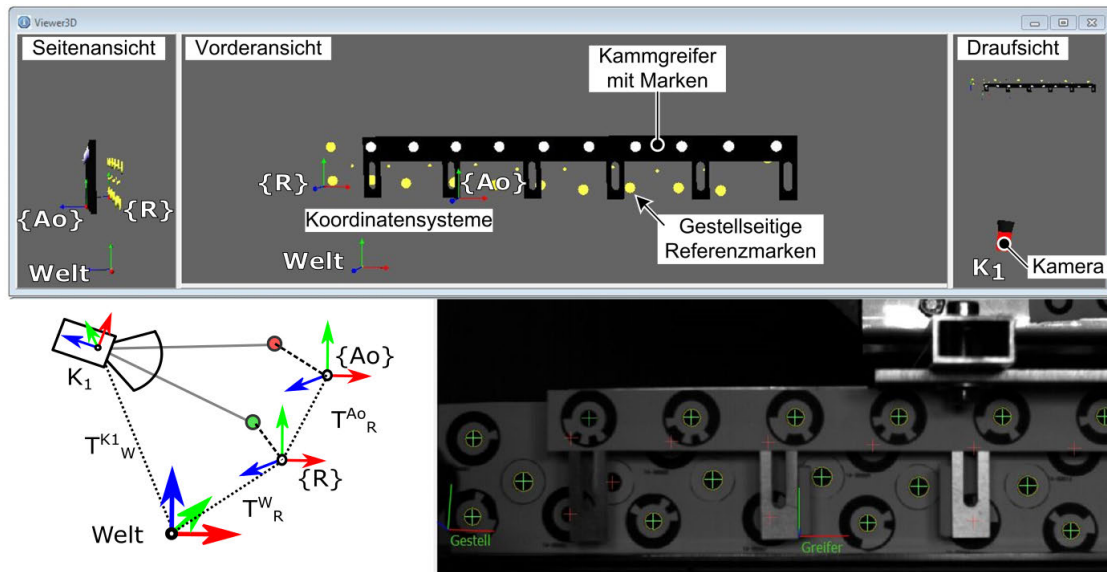 Viewer3D
Seitenansicht
Vorderansicht
Draufsicht
Kammgreifer
mit Marken
{R}
{Ao}
{Ao}
{R}
Koordinatensysteme
Gestellseitige
Referenzmarken
Welt
Welt
K1
Kamera
K1
{Ao}
T^Ao_R
T^K1_W
{R}
T^W_R
Welt
Gestell
Greifer